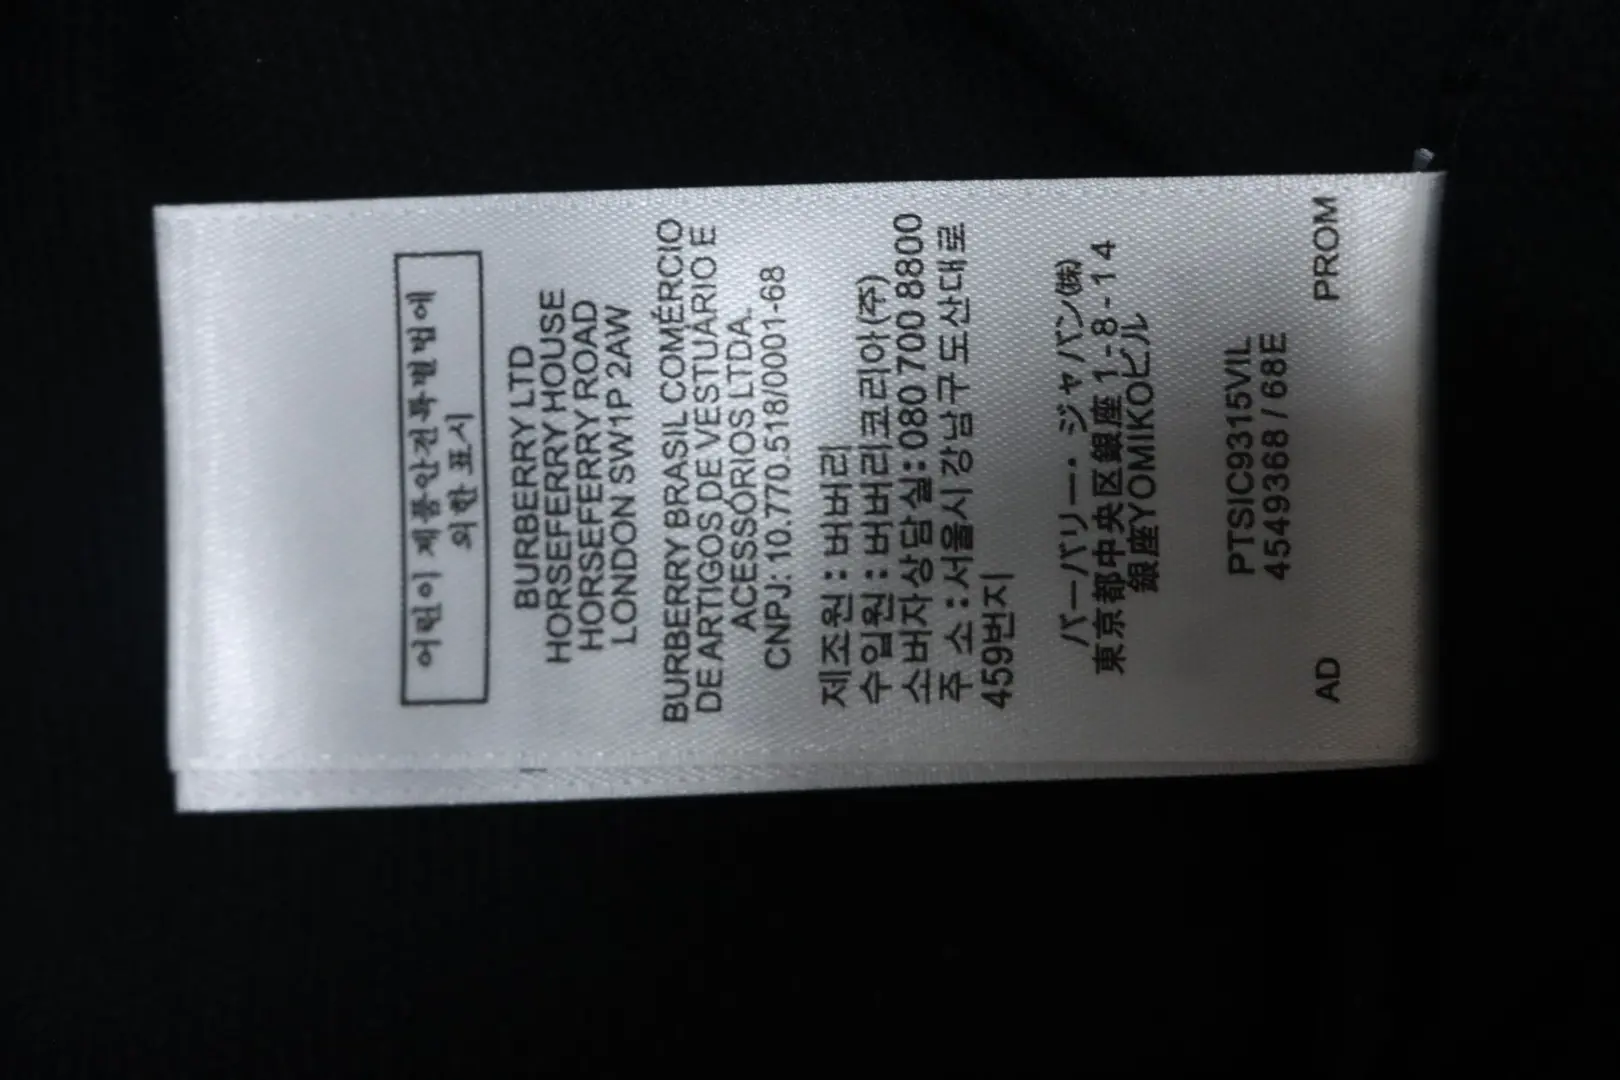 어린이 제품안전특별법에
의한 표시
BURBERRY LTD
HORSEFERRY HOUSE
HORSEFERRY ROAD
LONDON SW1P 2AW
BURBERRY BRASIL COMÉRCIO
DE ARTIGOS DE VESTUÁRIO E
ACESSÓRIOS LTDA.
CNPJ: 10.770.518/0001-68
제조원 : 버버리
수입원 : 버버리코리아(주)
소버자상담실 : 080 700 8800
주 소 : 서울시 강남구 도산대로
459번지
バーバリー・ジャパン㈱
東京都中央区銀座 1-8-14
銀座YOMIKOビル
PTSIC9315VIL
4549368 / 68E
AD PROM